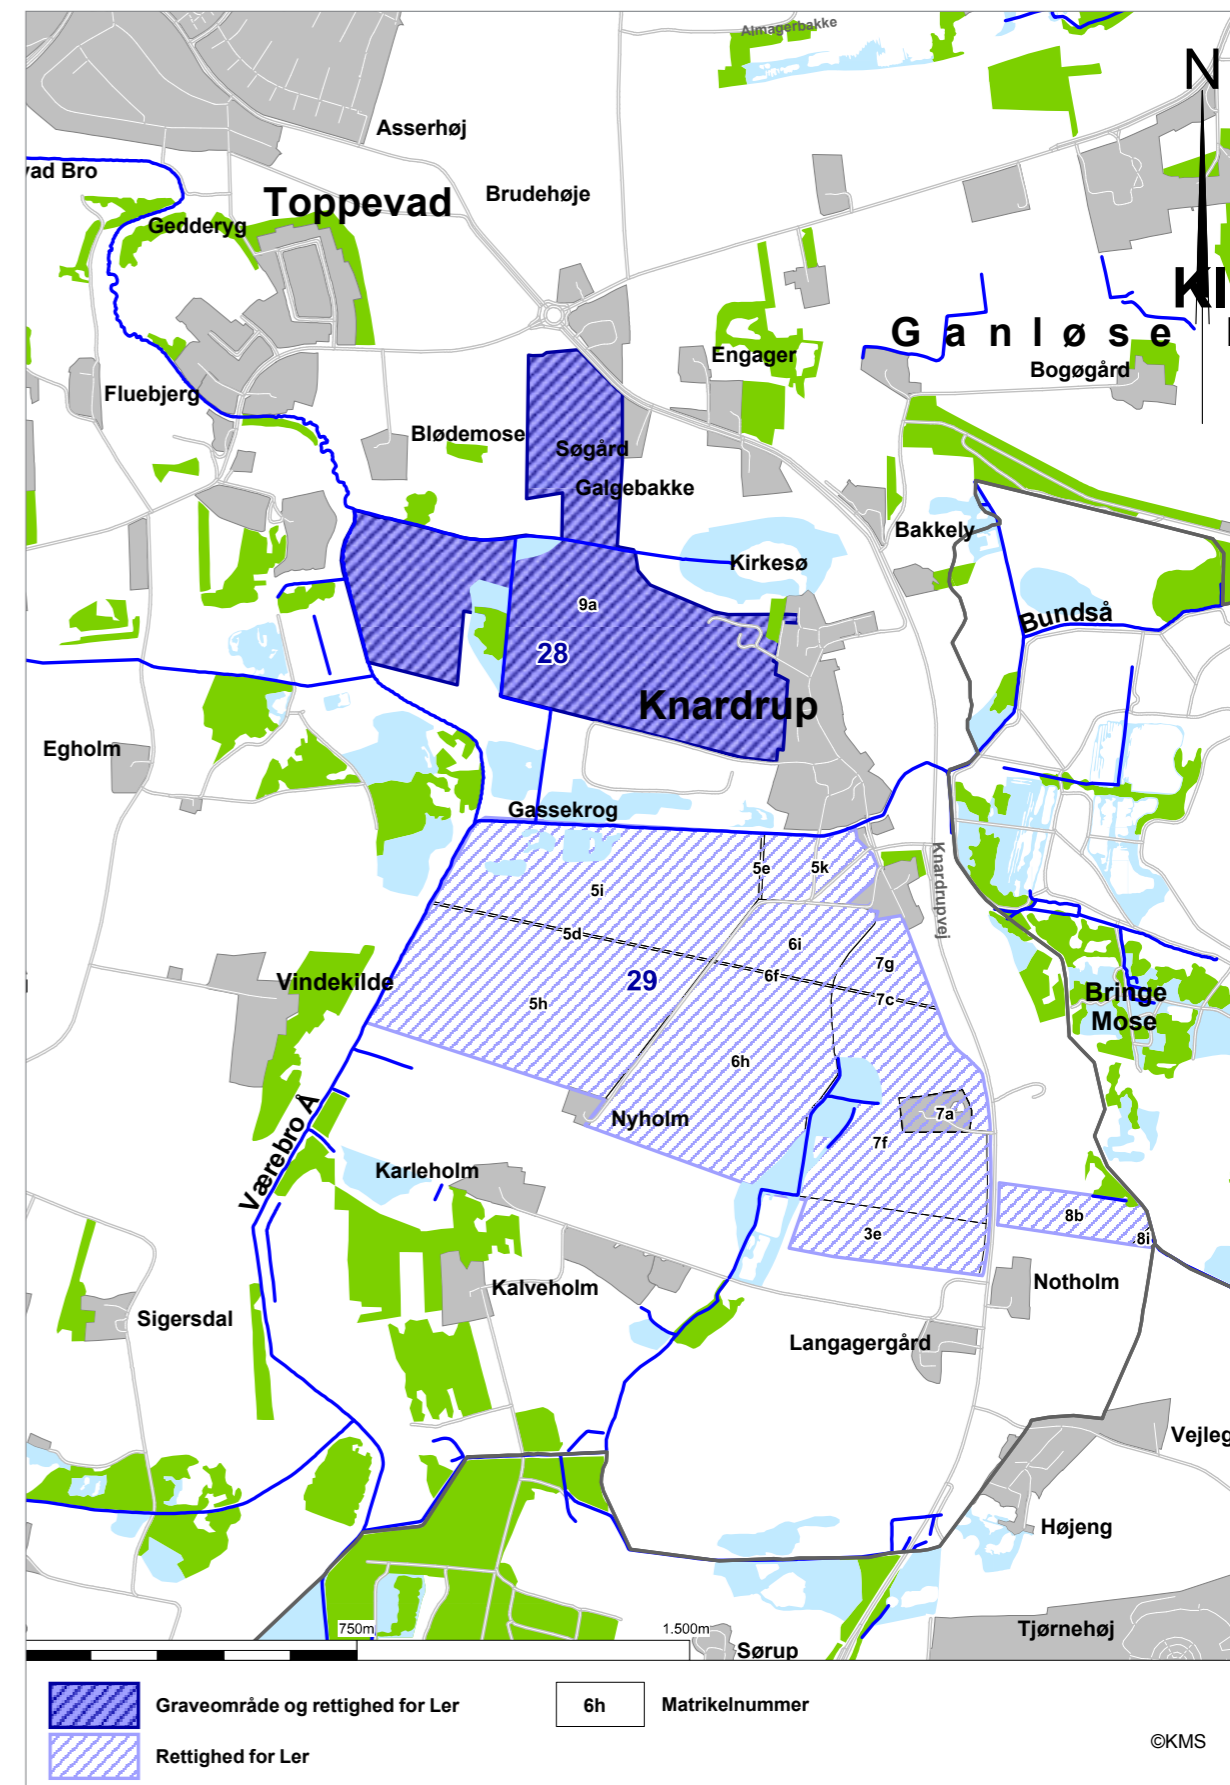 Almagerbakke
N
Asserhøj
vad Bro
Brudehøje
Toppevad
Gedderyg
Kl
Ganløse
Engager
Bogøgård
Fluebjerg
Blødemose
Søgård
Galgebakke
Bakkely
Kirkesø
9a
Bundså
28
Knardrup
Egholm
Gassekrog
Knardrupvej
5e
5k
5i
5d
6i
6f
7g
29
7c
Vindekilde
5h
Bringe
Mose
6h
Værebro Å
Nyholm
7a
7f
Karleholm
8b
3e
8i
Kalveholm
Notholm
Sigersdal
Langagergård
Vejleg
Højeng
750m
1.500m
Sørup
Tjørnehøj
Graveområde og rettighed for Ler
6h
Matrikelnummer
Rettighed for Ler
©KMS